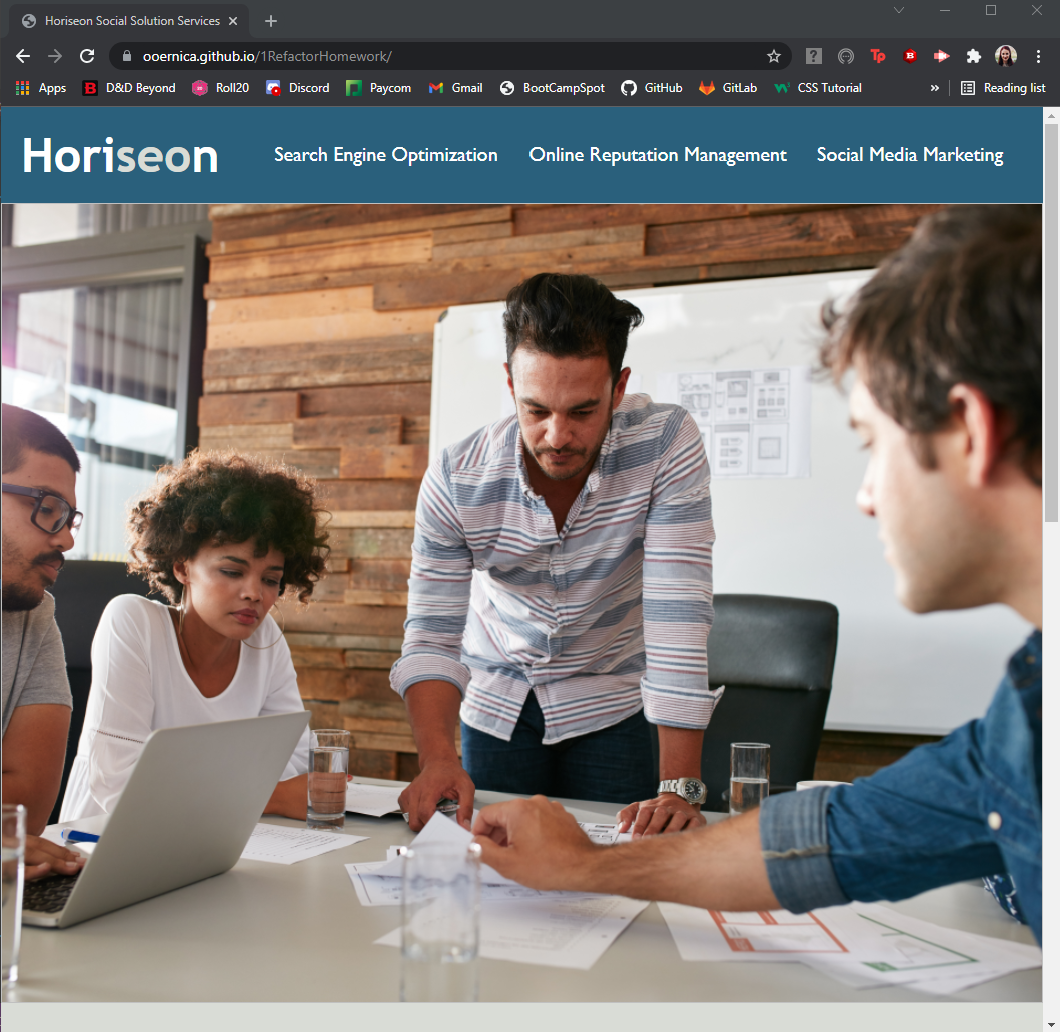 Horiseon Social Solution Services
ooernica.github.io/1RefactorHomework/
Apps D&D Beyond Roll20 Discord Paycom Gmail BootCampSpot GitHub GitLab CSS Tutorial » Reading list
Horiseon Search Engine Optimization Online Reputation Management Social Media Marketing